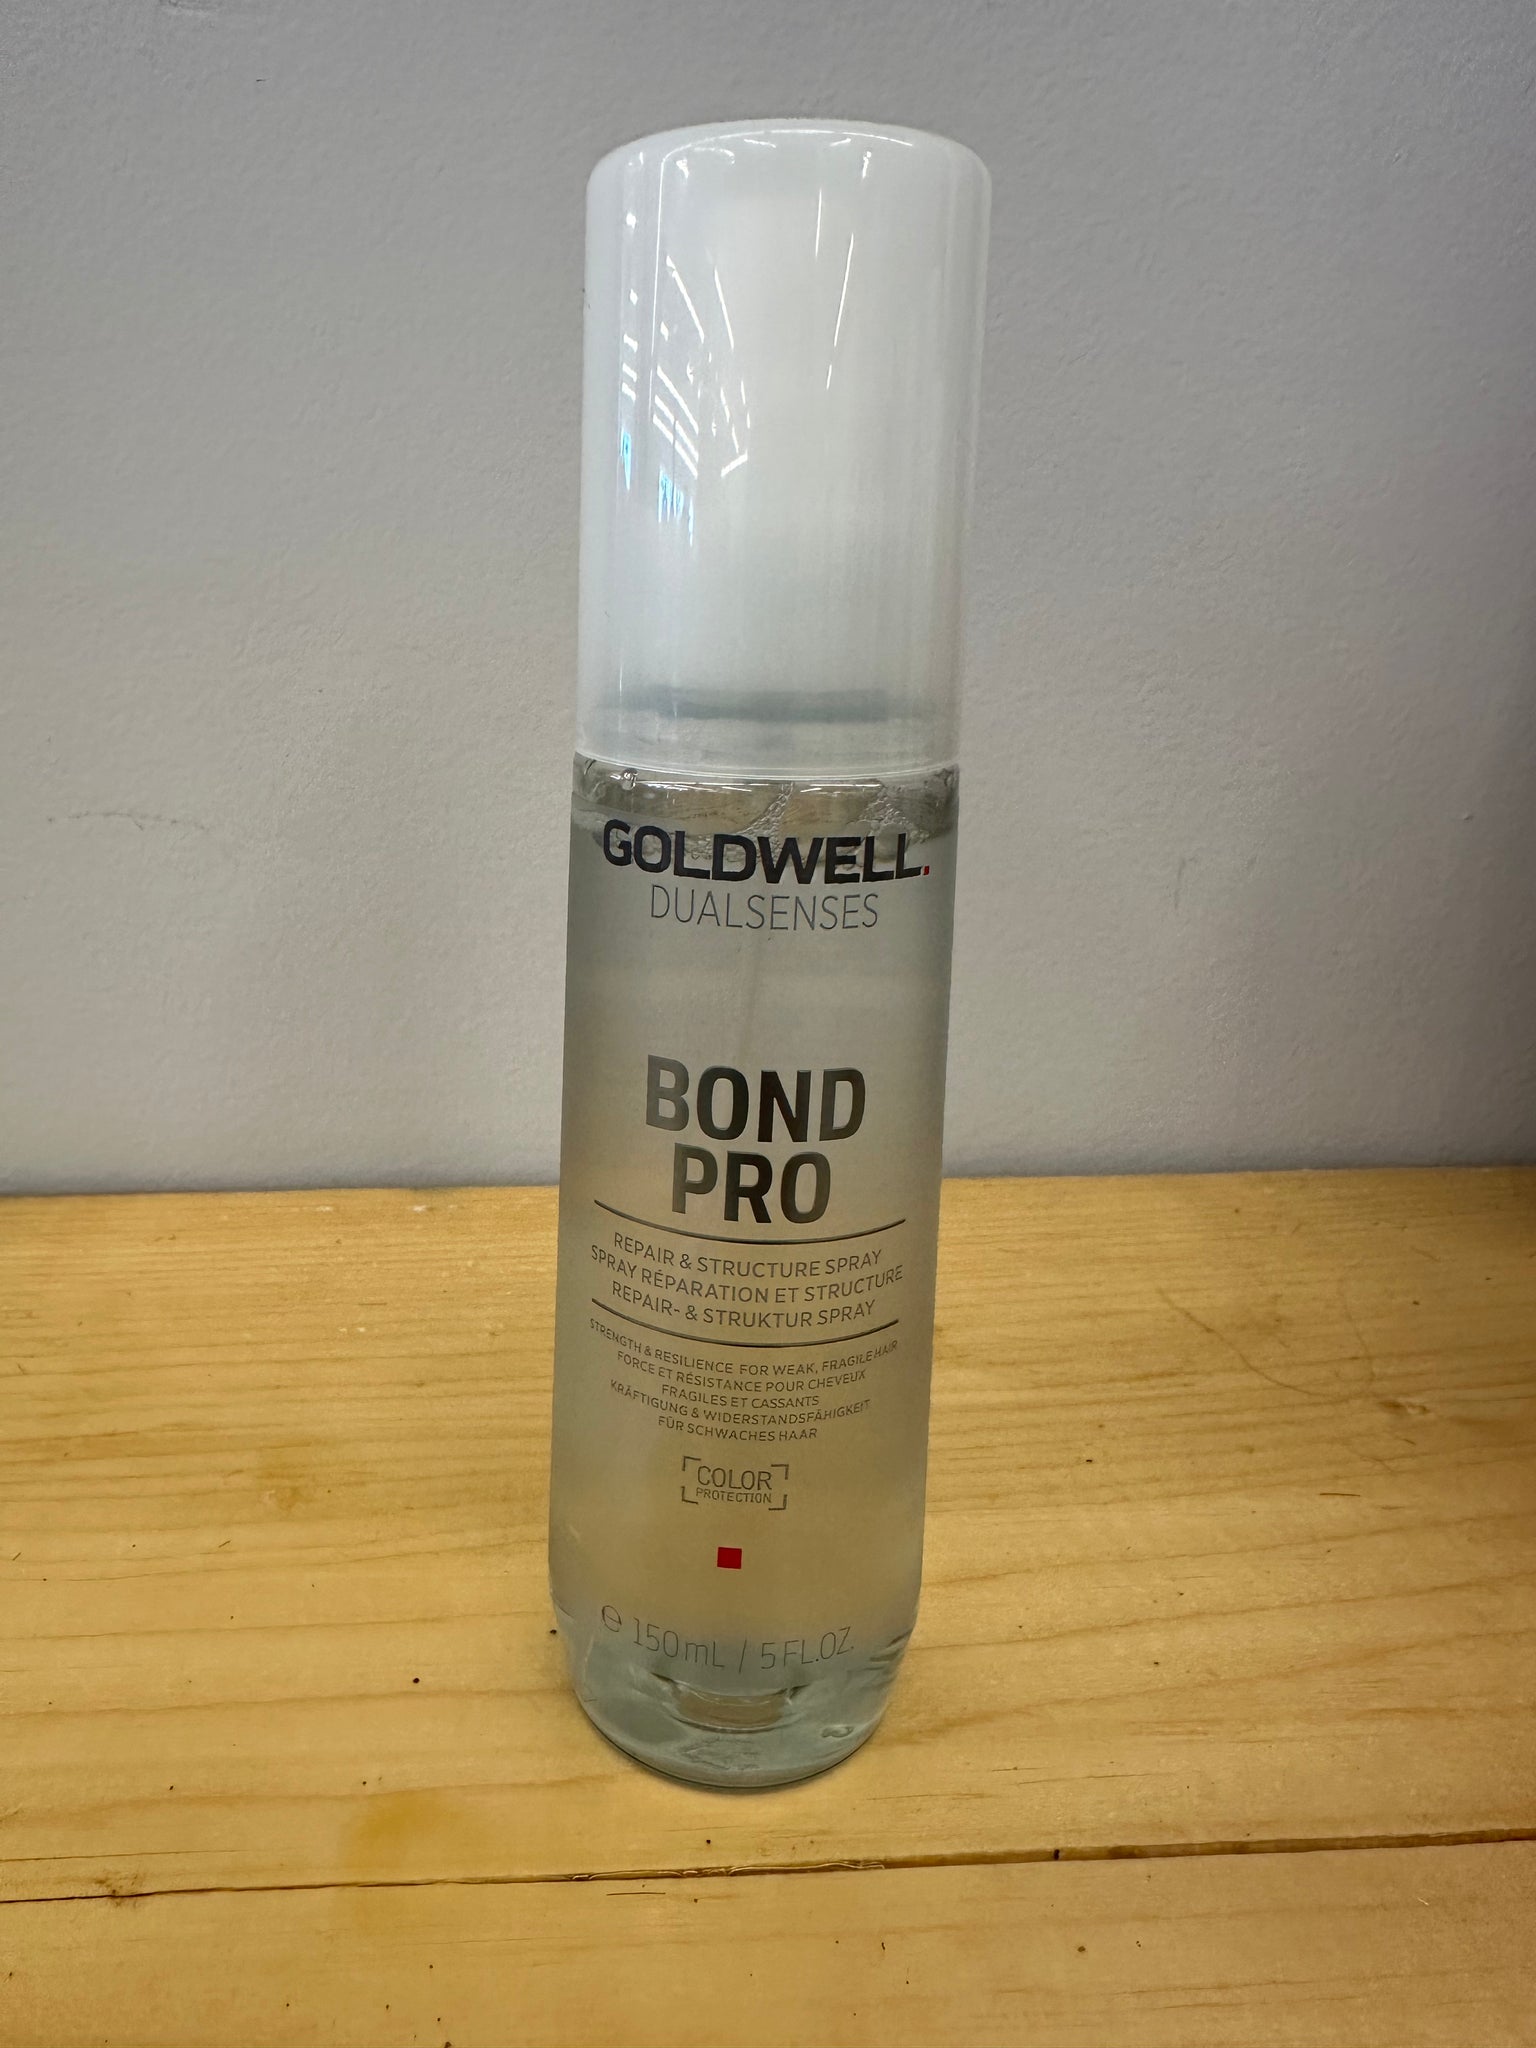 GOLDWELL.
DUALSENSES
BOND
PRO
REPAIR & STRUCTURE SPRAY
SPRAY RÉPARATION ET STRUCTURE
REPAIR- & STRUKTUR SPRAY
STRENGTH & RESILIENCE FOR WEAK, FRAGILE HAIR
FORCE ET RÉSISTANCE POUR CHEVEUX
FRAGILES ET CASSANTS
KRÄFTIGUNG & WIDERSTANDSFÄHIGKEIT
FÜR SCHWACHES HAAR
COLOR
PROTECTION
℮ 150mL / 5 FL.OZ.